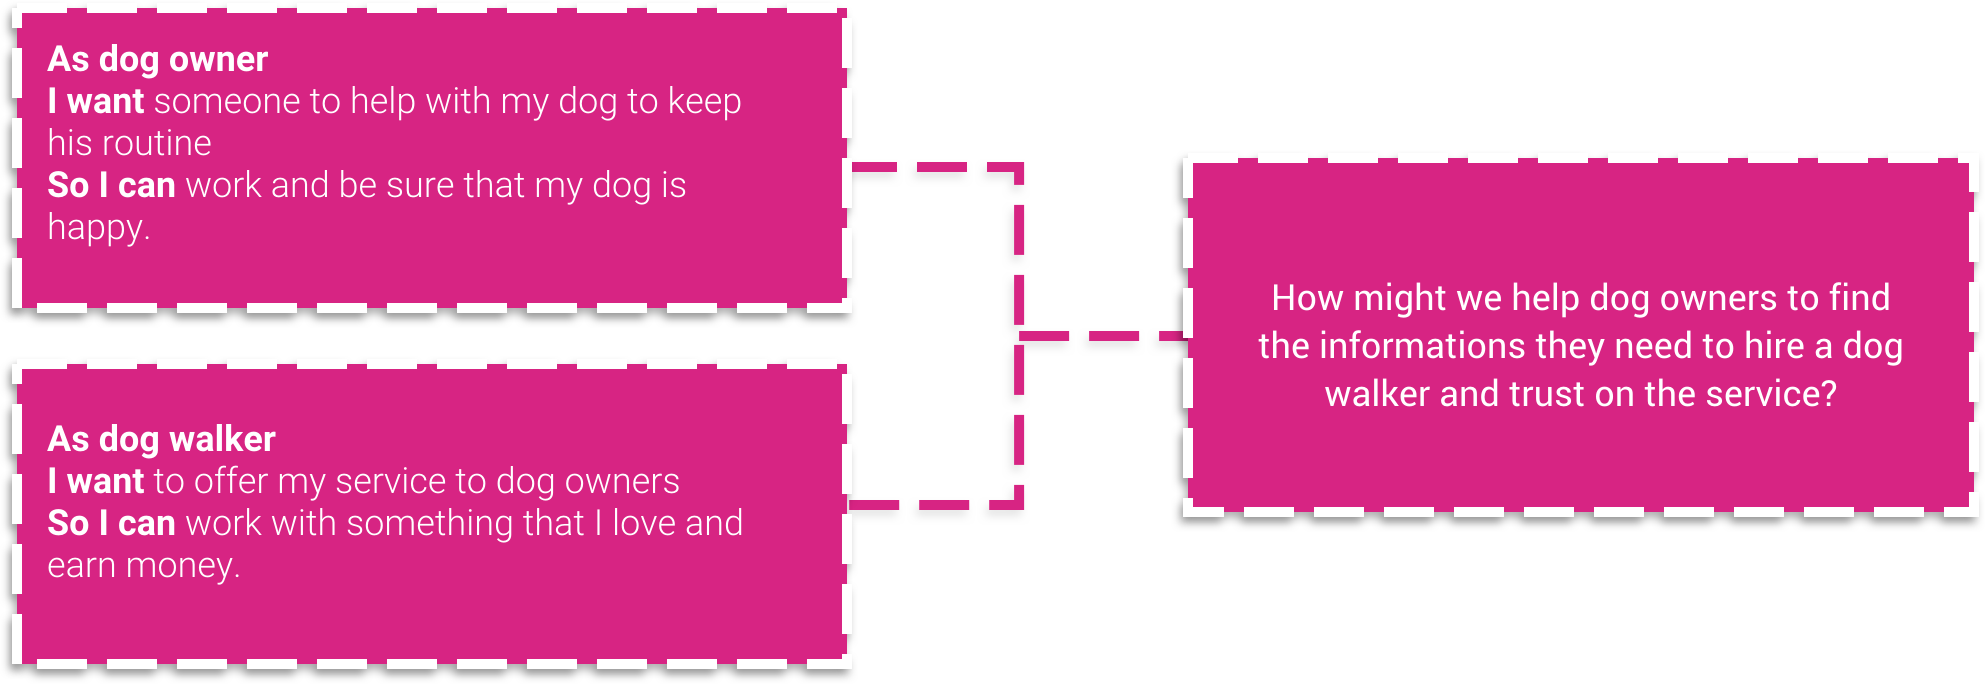 As dog owner
I want someone to help with my dog to keep
his routine
So I can work and be sure that my dog is
happy.
As dog walker
I want to offer my service to dog owners
So I can work with something that I love and
earn money.
How might we help dog owners to find
the informations they need to hire a dog
walker and trust on the service?